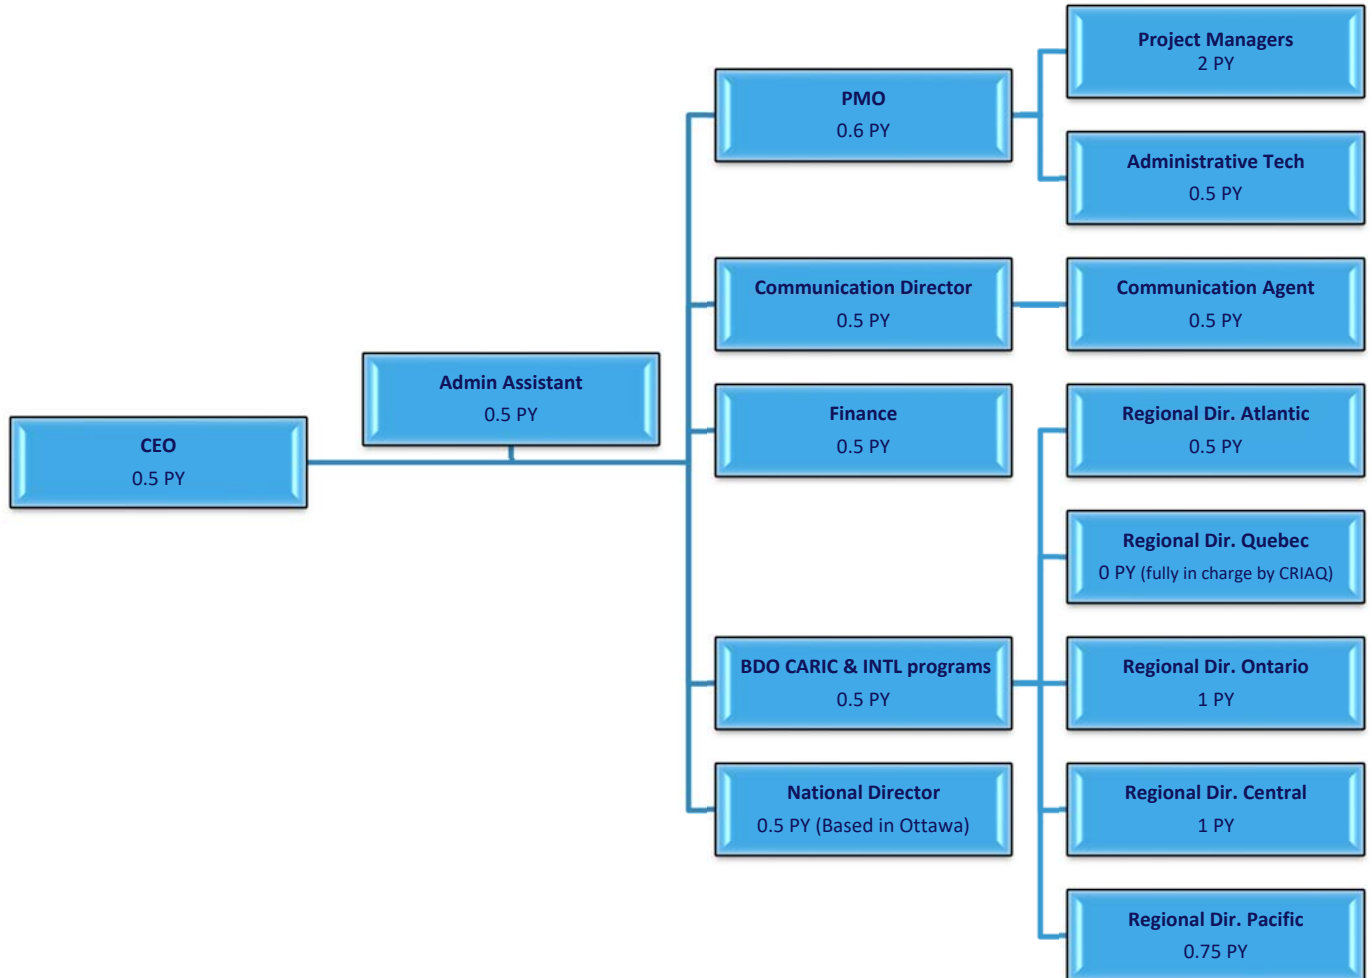 CEO
0.5 PY
Admin Assistant
0.5 PY
PMO
0.6 PY
Project Managers
2 PY
Administrative Tech
0.5 PY
Communication Director
0.5 PY
Communication Agent
0.5 PY
Finance
0.5 PY
BDO CARIC & INTL programs
0.5 PY
Regional Dir. Atlantic
0.5 PY
Regional Dir. Quebec
0 PY (fully in charge by CRIAQ)
Regional Dir. Ontario
1 PY
Regional Dir. Central
1 PY
Regional Dir. Pacific
0.75 PY
National Director
0.5 PY (Based in Ottawa)